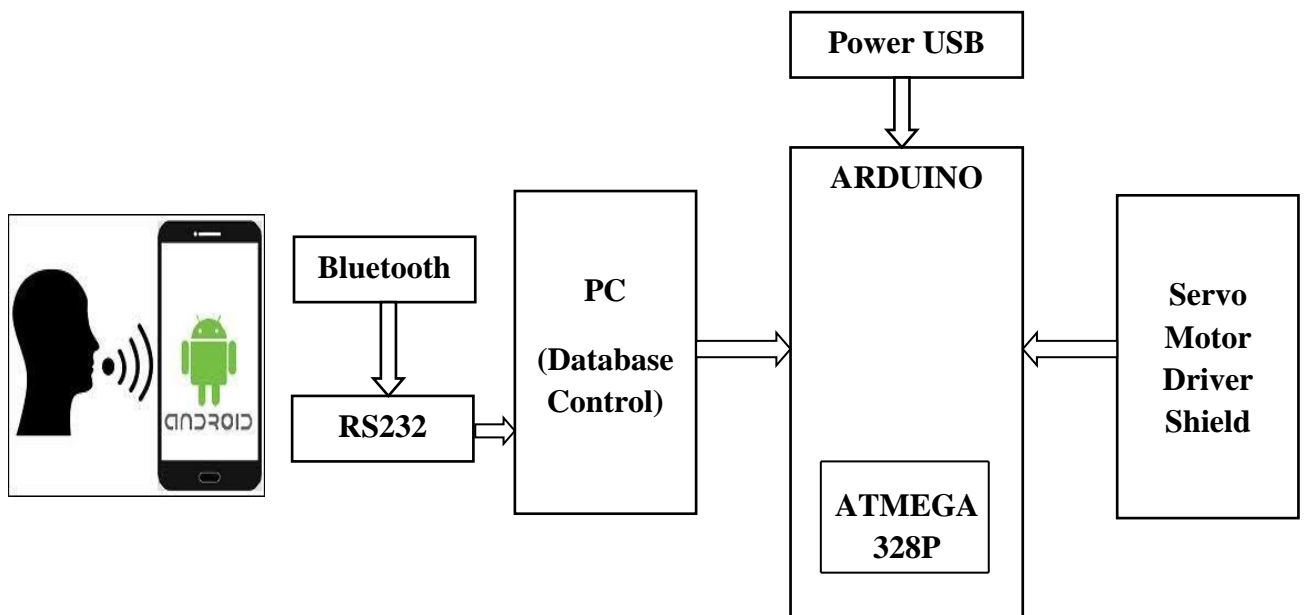 Power USB
ARDUINO
Bluetooth
PC
(Database
Control)
Servo
Motor
Driver
Shield
ANDROID
RS232
ATMEGA
328P